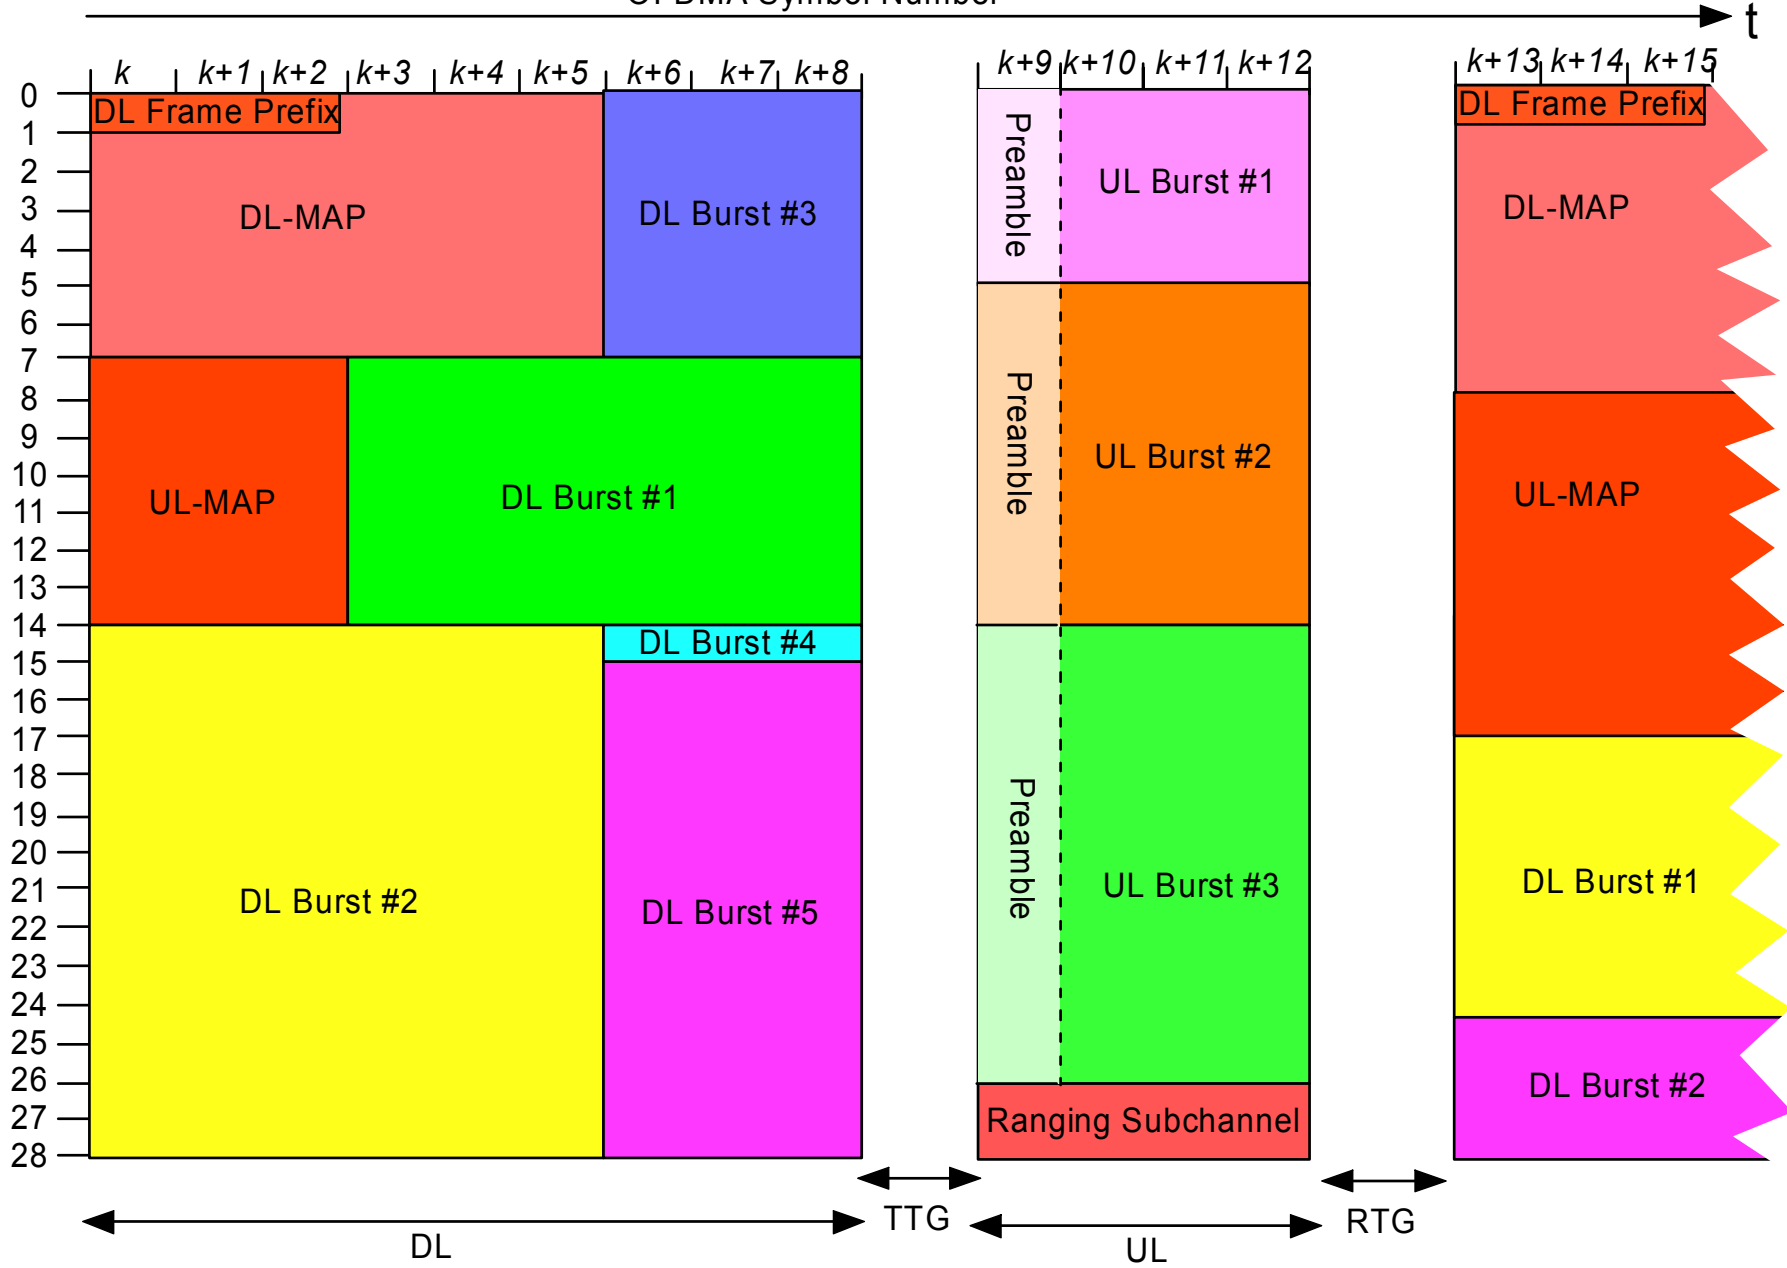 Symbol Number
t
k k+1 k+2 k+3 k+4 k+5 k+6 k+7 k+8 k+9 k+10 k+11 k+12 k+13 k+14 k+15
0
1
2
3
4
5
6
7
8
9
10
11
12
13
14
15
16
17
18
19
20
21
22
23
24
25
26
27
28
DL Frame Prefix
DL-MAP
DL Burst #3
UL-MAP
DL Burst #1
DL Burst #4
DL Burst #2
DL Burst #5
Preamble
UL Burst #1
Preamble
UL Burst #2
Preamble
UL Burst #3
Ranging Subchannel
DL Frame Prefix
DL-MAP
UL-MAP
DL Burst #1
DL Burst #2
TTG
RTG
DL
UL